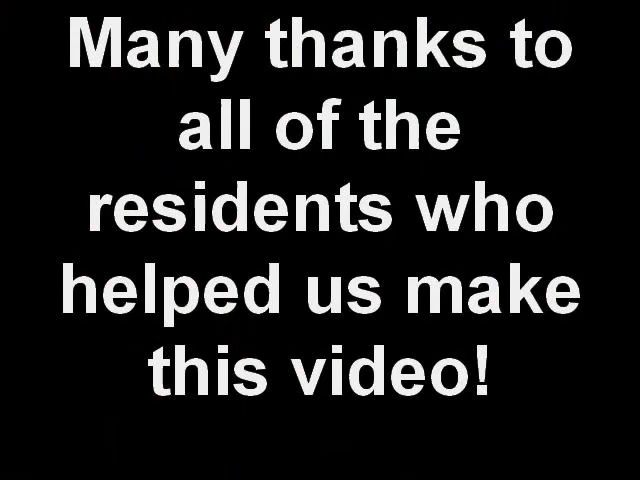 Many thanks to
all of the
residents who
helped us make
this video!